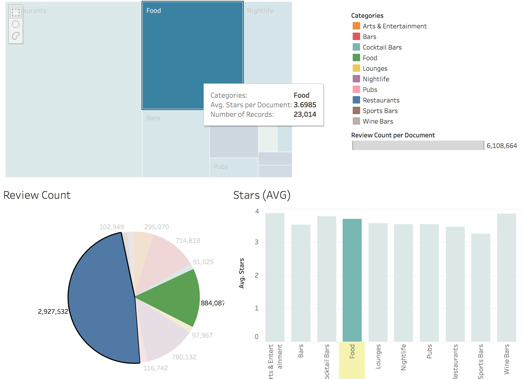 Restaurants
Food
Nightlife
Categories
Arts & Entertainment
Bars
Cocktail Bars
Food
Lounges
Nightlife
Pubs
Restaurants
Sports Bars
Wine Bars
Review Count per Document
6,108,664
Categories: Food
Avg. Stars per Document: 3.6985
Number of Records: 23,014
Bars
Pubs
Review Count
102,949
295,070
714,818
91,025
884,087
97,967
780,132
116,742
2,927,532
Stars (AVG)
Avg. Stars
4
3
2
1
0
rts & Entert
ainment
Bars
ocktail Bars
Food
Lounges
Nightlife
Pubs
estaurants
Sports Bars
Wine Bars